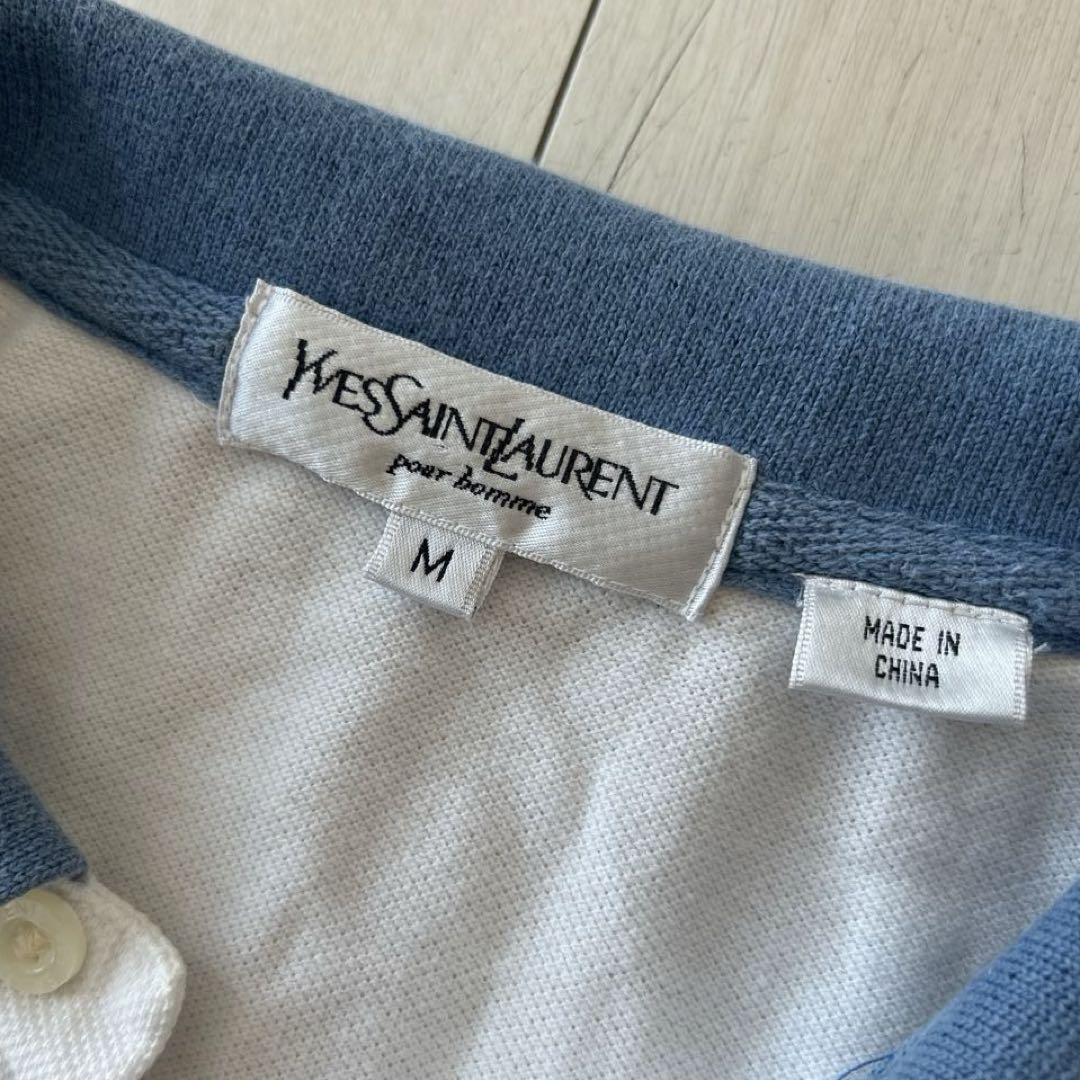 YVESSAINTLAURENT
pour homme
M
MADE IN
CHINA